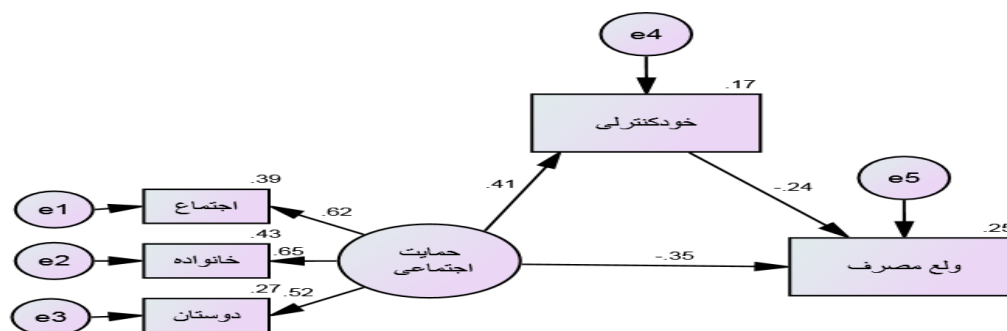 e4
.17
خودکنترلی
e5
.39
.41
-.24
e1
اجتماع
.62
.25
.43
حمایت
اجتماعی
e2
خانواده
.65
-.35
ولع مصرف
.27
.52
e3
دوستان